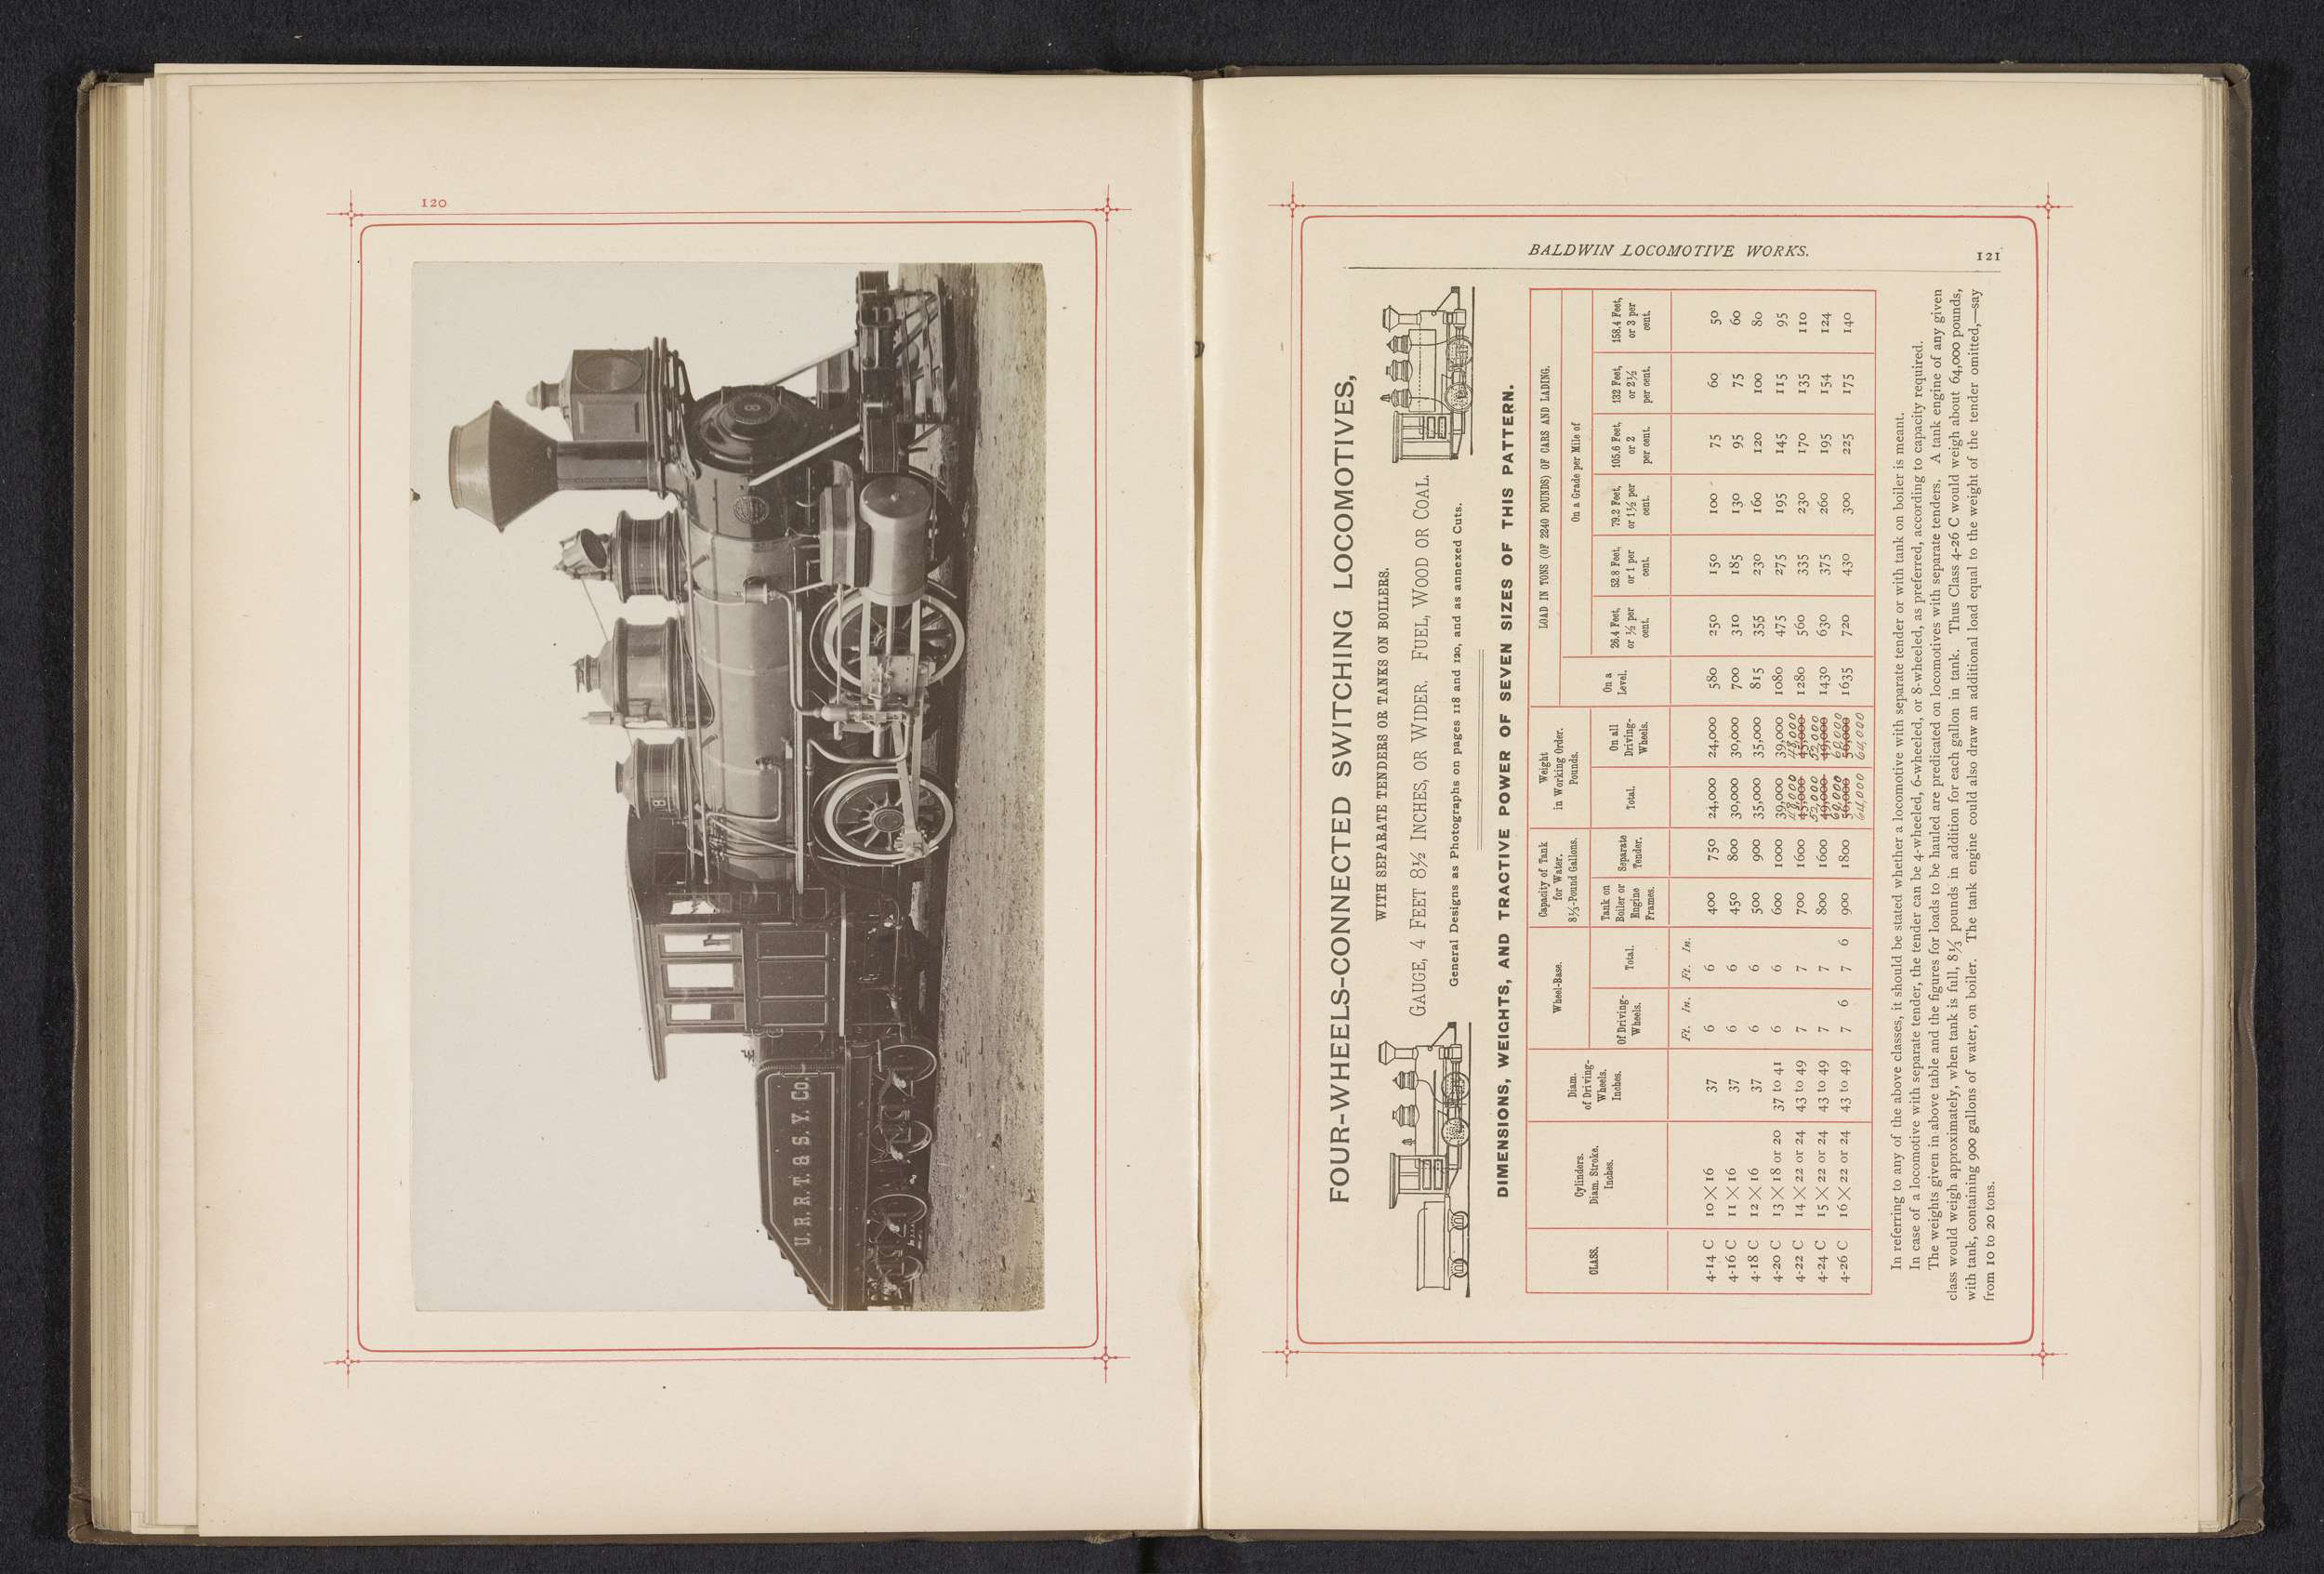 120
8
8
U. R. R. T. & S. Y. Co.
BALDWIN LOCOMOTIVE WORKS.
121
FOUR-WHEELS-CONNECTED SWITCHING LOCOMOTIVES,
WITH SEPARATE TENDERS OR TANKS ON BOILERS.
GAUGE, 4 FEET 8½ INCHES, OR WIDER. FUEL, WOOD OR COAL.
General Designs as Photographs on pages 118 and 120, and as annexed Cuts.
DIMENSIONS, WEIGHTS, AND TRACTIVE POWER OF SEVEN SIZES OF THIS PATTERN.
CLASS. Cylinders. Diam. Stroke. Inches. Diam. of Driving-Wheels. Inches. Wheel-Base. Capacity of Tank for Water. 8⅓-Pound Gallons. Weight in Working Order. Pounds. LOAD IN TONS (OF 2240 POUNDS) OF CARS AND LADING.
On a Grade per Mile of
Of Driving-Wheels. Total. Tank on Boiler or Engine Frames. Separate Tender. Total. On all Driving-Wheels. On a Level. 26.4 Feet, or ½ per cent. 52.8 Feet, or 1 per cent. 79.2 Feet, or 1½ per cent. 105.6 Feet, or 2 per cent. 132 Feet, or 2½ per cent. 158.4 Feet, or 3 per cent.
Ft. In. Ft. In.
4-14 C 10 × 16 37 6 6 400 750 24,000 24,000 580 250 150 100 75 60 50
4-16 C 11 × 16 37 6 6 450 800 30,000 30,000 700 310 185 130 95 75 60
4-18 C 12 × 16 37 6 6 500 900 35,000 35,000 815 355 230 160 120 100 80
4-20 C 13 × 18 or 20 37 to 41 6 6 600 1000 39,000 39,000 1080 475 275 195 145 115 95
48,000 48,000
4-22 C 14 × 22 or 24 43 to 49 7 7 700 1600 43,000 43,000 1280 560 335 230 170 135 110
52,000 52,000
4-24 C 15 × 22 or 24 43 to 49 7 7 800 1600 49,000 49,000 1430 630 375 260 195 154 124
60,000 60,000
4-26 C 16 × 22 or 24 43 to 49 7 6 7 6 900 1800 56,000 56,000 1635 720 430 300 225 175 140
64,000 64,000
In referring to any of the above classes, it should be stated whether a locomotive with separate tender or with tank on boiler is meant.
In case of a locomotive with separate tender, the tender can be 4-wheeled, 6-wheeled, or 8-wheeled, as preferred, according to capacity required.
The weights given in above table and the figures for loads to be hauled are predicated on locomotives with separate tenders. A tank engine of any given
class would weigh approximately, when tank is full, 8⅓ pounds in addition for each gallon in tank. Thus Class 4-26 C would weigh about 64,000 pounds,
with tank, containing 900 gallons of water, on boiler. The tank engine could also draw an additional load equal to the weight of the tender omitted,—say
from 10 to 20 tons.